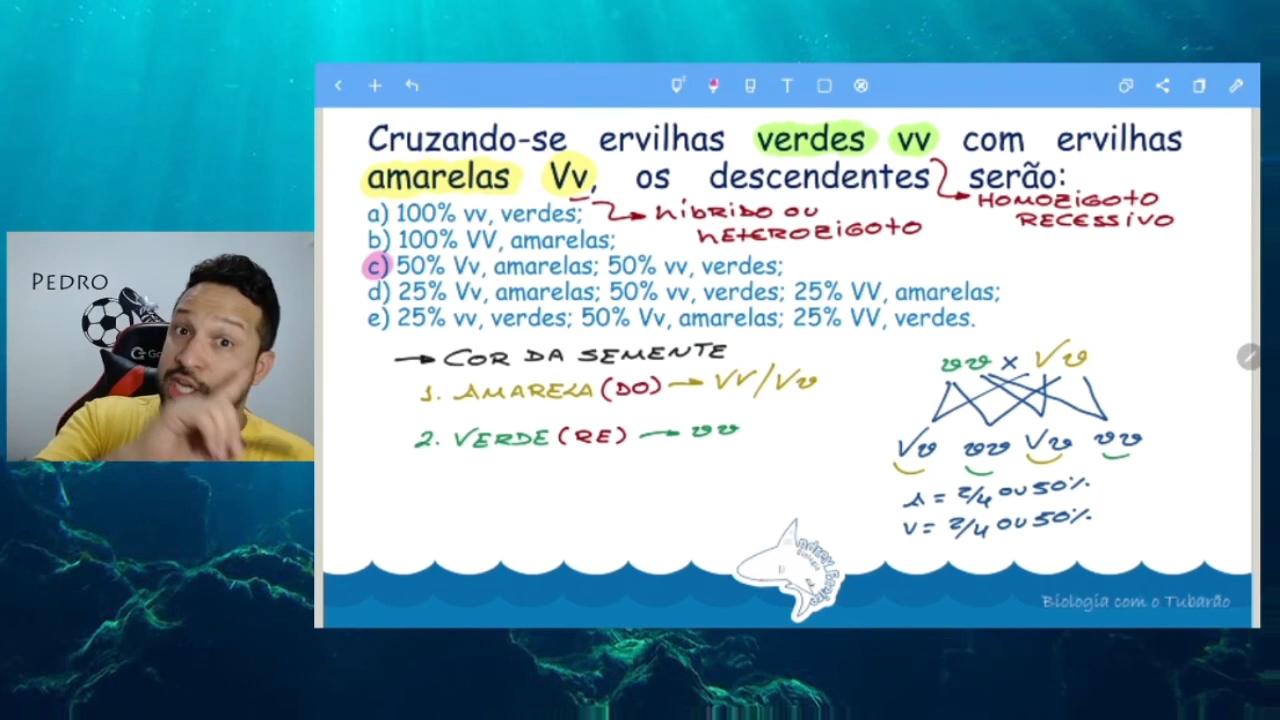 Cruzando-se ervilhas verdes vv com ervilhas
amarelas Vv, os descendentes serão:
a) 100% vv, verdes;
b) 100% VV, amarelas;
c) 50% Vv, amarelas; 50% vv, verdes;
d) 25% Vv, amarelas; 50% vv, verdes; 25% VV, amarelas;
e) 25% vv, verdes; 50% Vv, amarelas; 25% VV, verdes.
HÍBRIDO OU
HETEROZIGOTO
HOMOZIGOTO
RECESSIVO
PEDRO
→ COR DA SEMENTE
1. AMARELA (DO) → VV/Vv
2. VERDE (RE) → vv
vv x Vv
Vv vv Vv vv
A = 2/4 OU 50%
V = 2/4 OU 50%
Biologia com o Tubarão